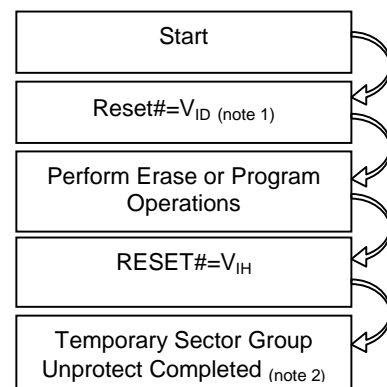 Start
Reset#=VID (note 1)
Perform Erase or Program
Operations
RESET#=VIH
Temporary Sector Group
Unprotect Completed (note 2)